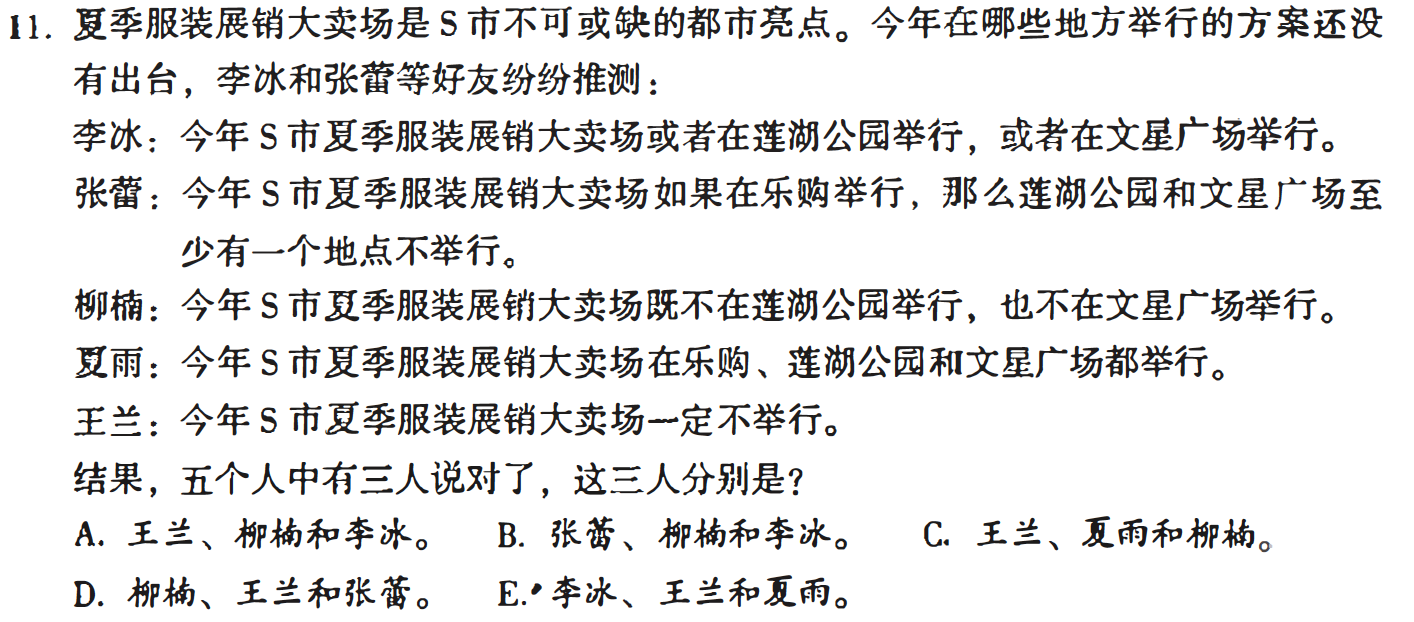 11. 夏季服装展销大卖场是 S 市不可或缺的都市亮点。今年在哪些地方举行的方案还没
有出台，李冰和张蕾等好友纷纷推测：
李冰：今年 S 市夏季服装展销大卖场或者在莲湖公园举行，或者在文星广场举行。
张蕾：今年 S 市夏季服装展销大卖场如果在乐购举行，那么莲湖公园和文星广场至
少有一个地点不举行。
柳楠：今年 S 市夏季服装展销大卖场既不在莲湖公园举行，也不在文星广场举行。
夏雨：今年 S 市夏季服装展销大卖场在乐购、莲湖公园和文星广场都举行。
王兰：今年 S 市夏季服装展销大卖场一定不举行。
结果，五个人中有三人说对了，这三人分别是?
A. 王兰、柳楠和李冰。 B. 张蕾、柳楠和李冰。 C. 王兰、夏雨和柳楠。
D. 柳楠、王兰和张蕾。 E. 李冰、王兰和夏雨。